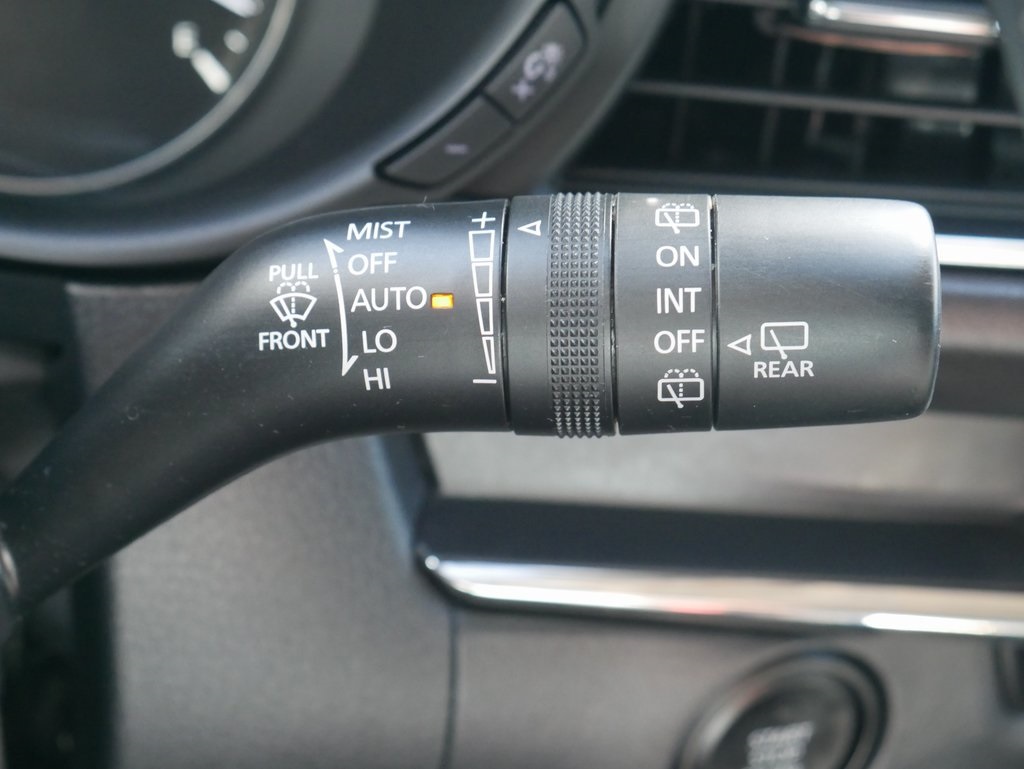 MIST
OFF
AUTO
LO
HI
PULL
FRONT
+
−
ON
INT
OFF
REAR